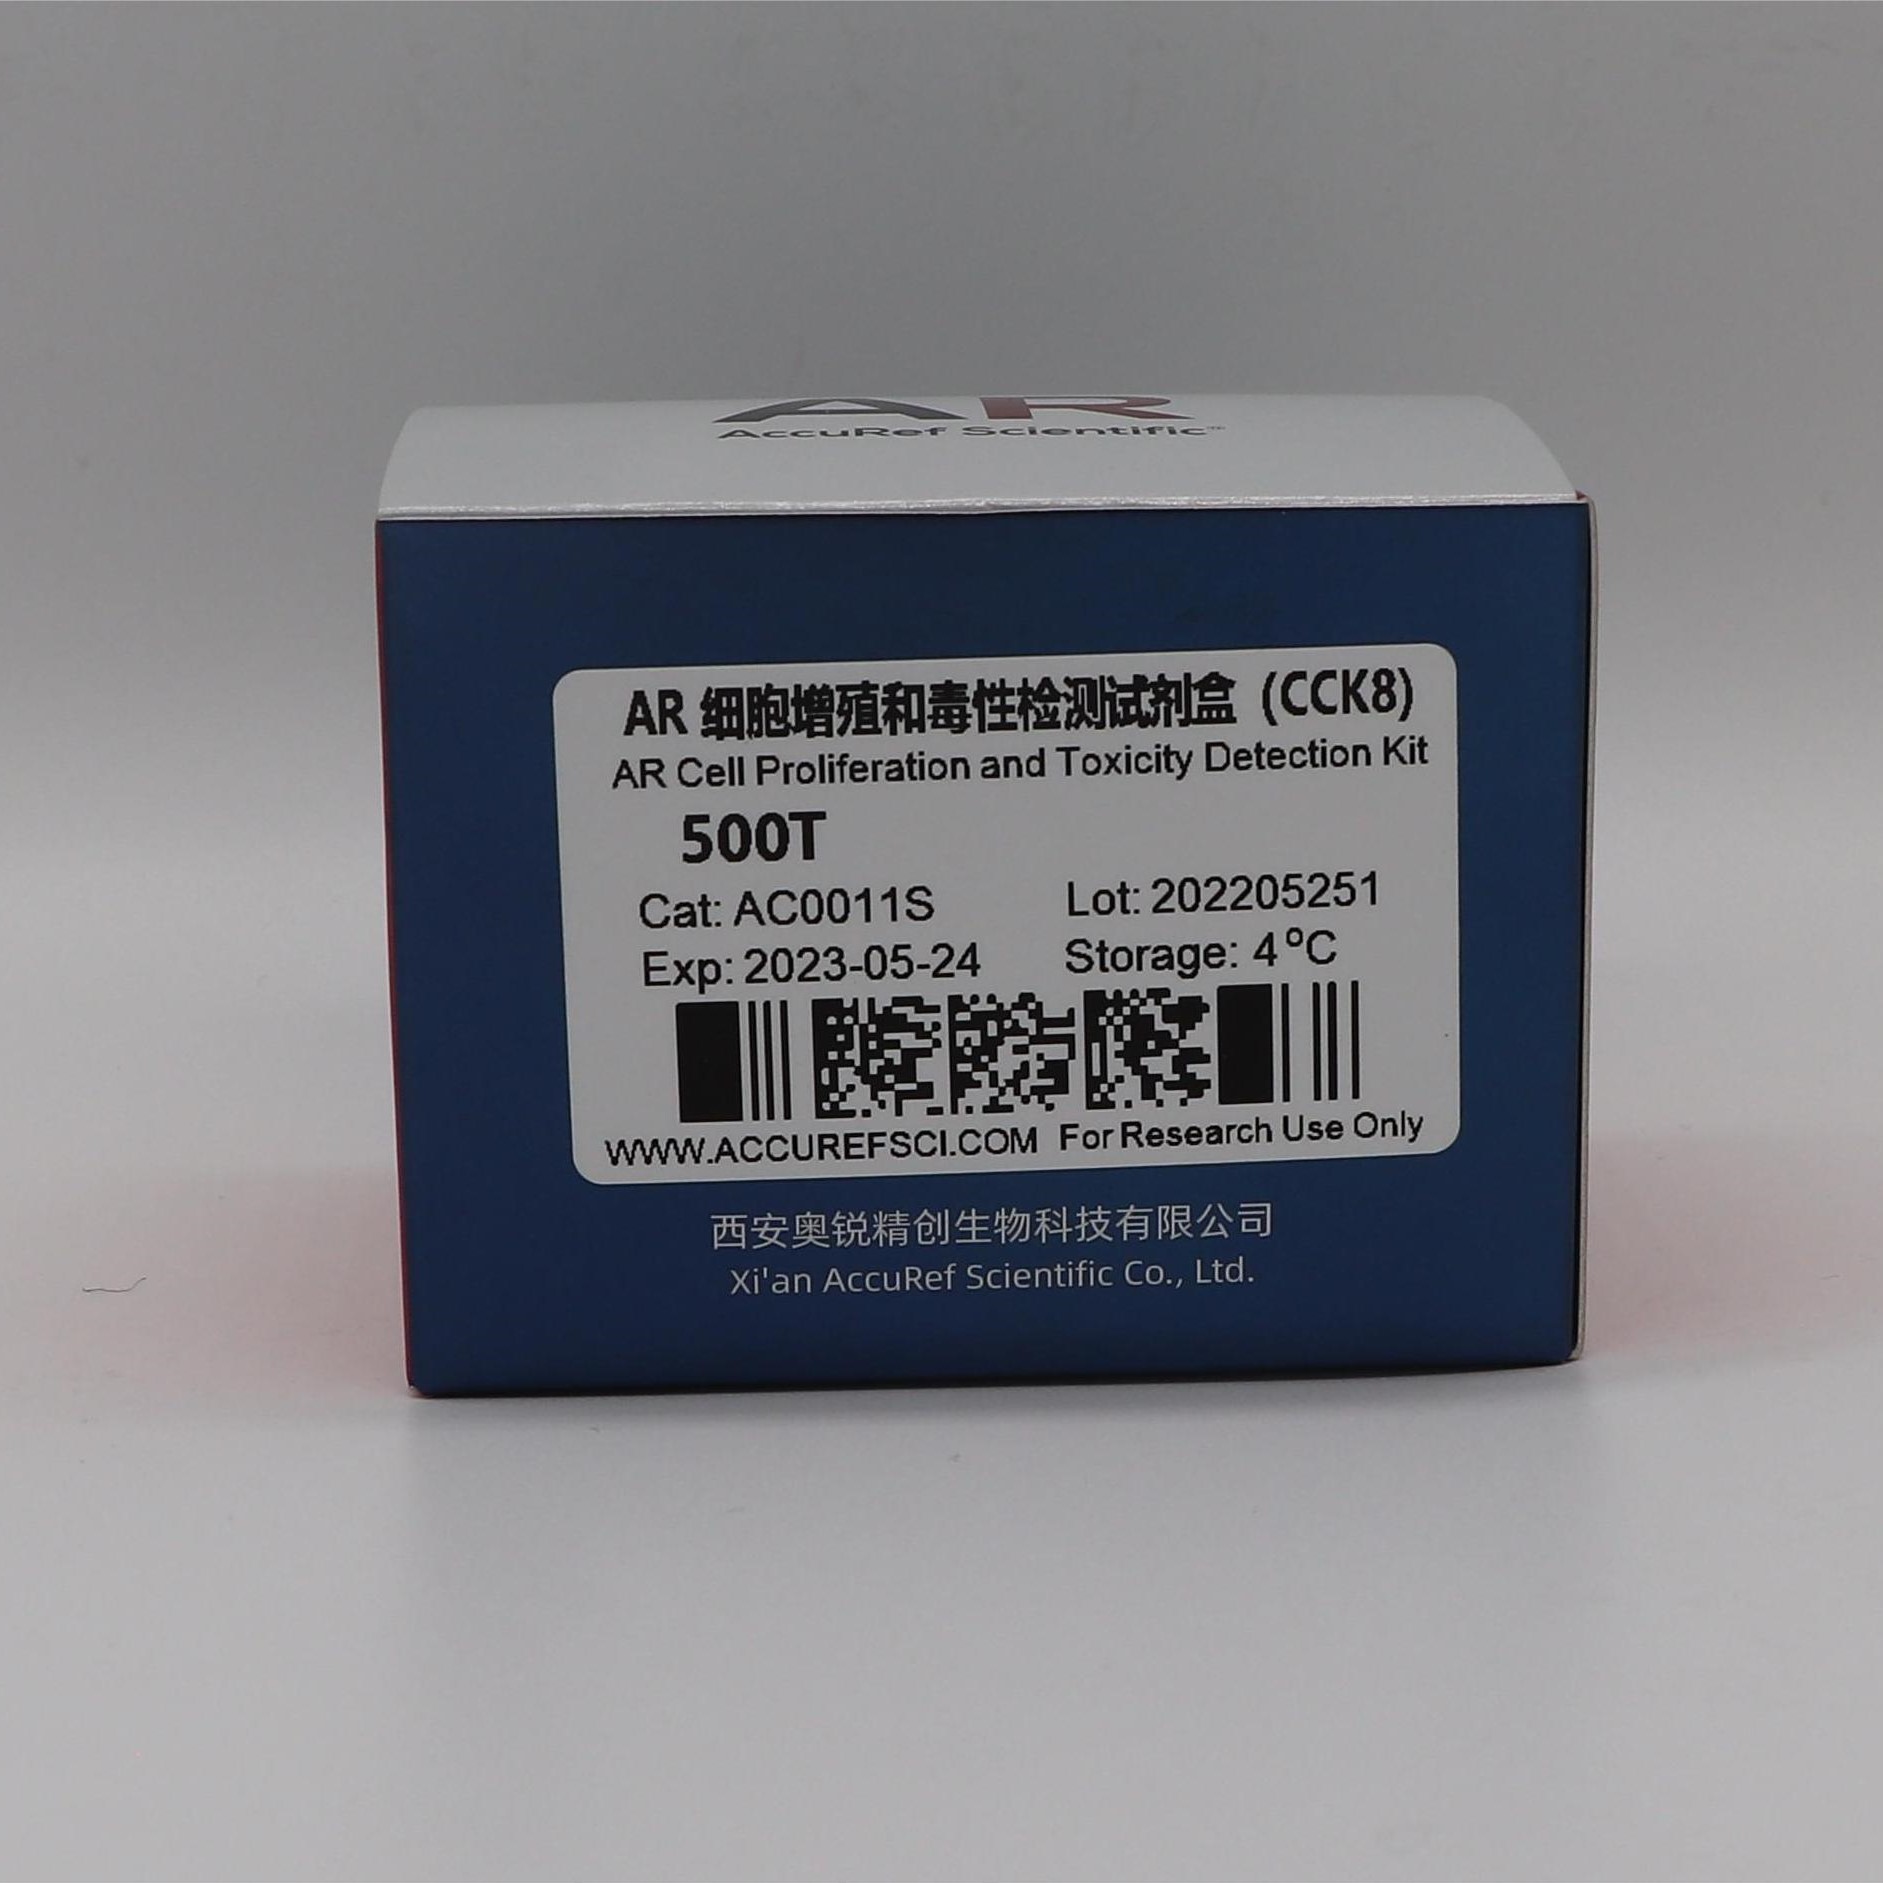 AR
AccuRef Scientific™
AR 细胞增殖和毒性检测试剂盒 (CCK8)
AR Cell Proliferation and Toxicity Detection Kit
500T
Cat: AC0011S Lot: 202205251
Exp: 2023-05-24 Storage: 4°C
WWW.ACCUREFSCI.COM For Research Use Only
西安奥锐精创生物科技有限公司
Xi'an AccuRef Scientific Co., Ltd.